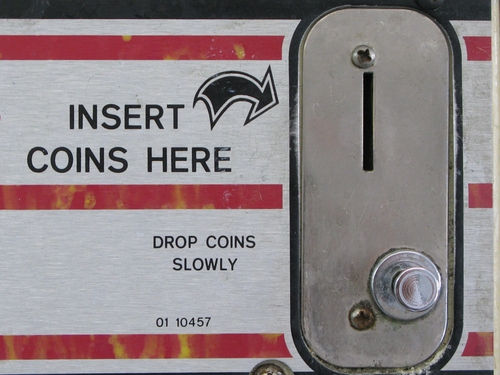 INSERT
COINS HERE
DROP COINS
SLOWLY
01 10457